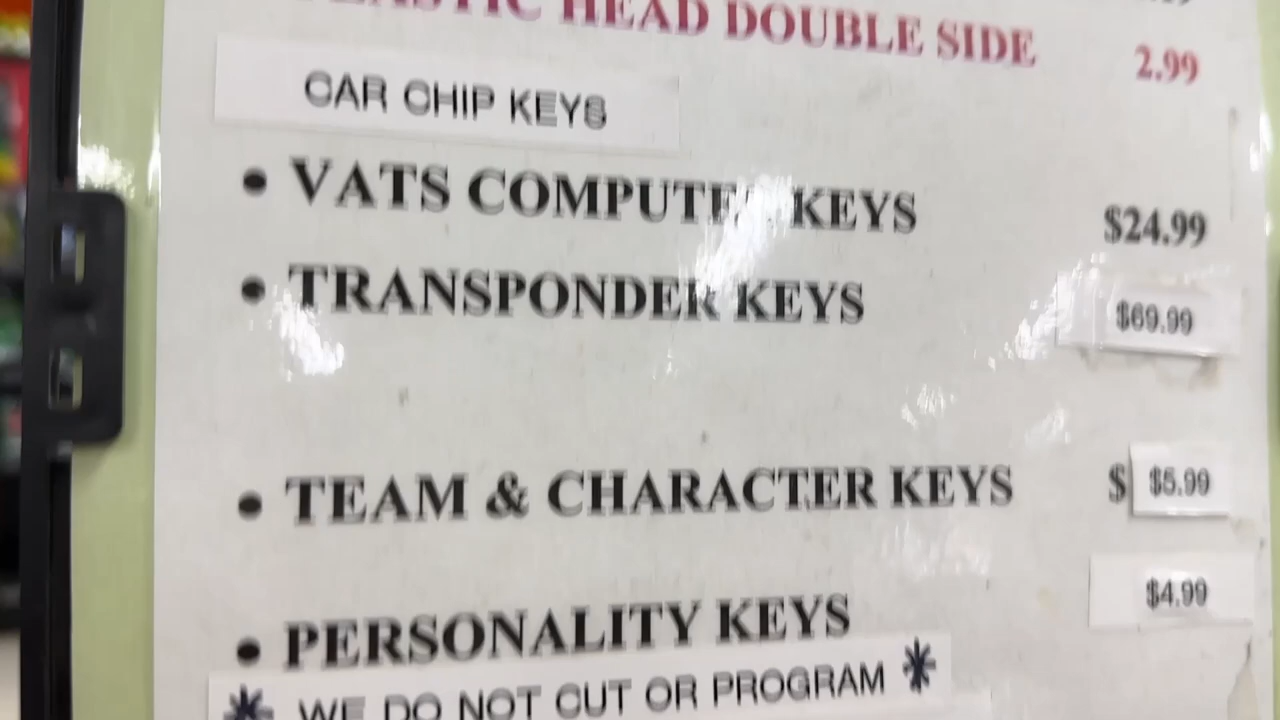 HEAD DOUBLE SIDE 2.99
CAR CHIP KEYS
• VATS COMPUTER KEYS $24.99
• TRANSPONDER KEYS $69.99
• TEAM & CHARACTER KEYS $ $5.99
• PERSONALITY KEYS $4.99
* WE DO NOT CUT OR PROGRAM *